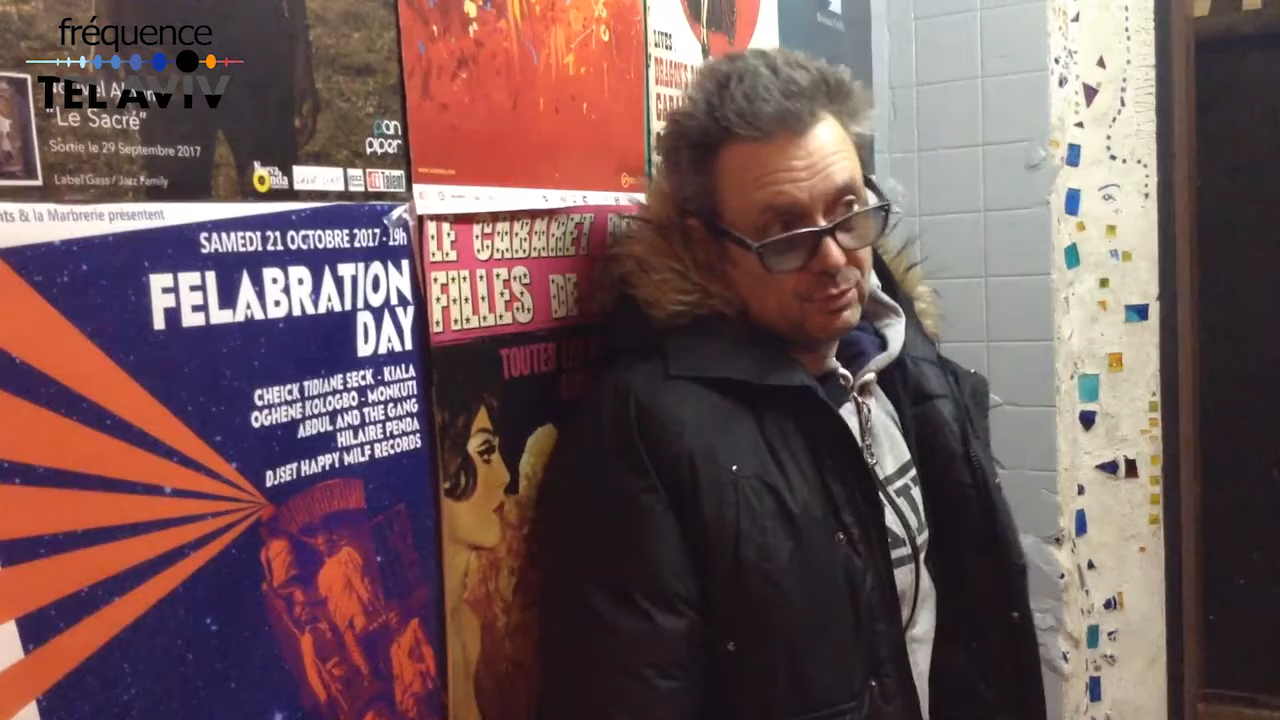 fréquence
TEL AVIV
"Le Sacré"
Sortie le 29 Septembre 2017
Label Gass / Jazz Family
pan
piper
Talent
LIVES:
& la Marbrerie présentent
SAMEDI 21 OCTOBRE 2017 - 19h
FELABRATION
DAY
CHEICK TIDIANE SECK - KIALA
OGHENE KOLOGBO - MONKUTI
ABDUL AND THE GANG
HILAIRE PENDA
DJSET HAPPY MILF RECORDS
LE CABARET
FILLES DE
TOUTES